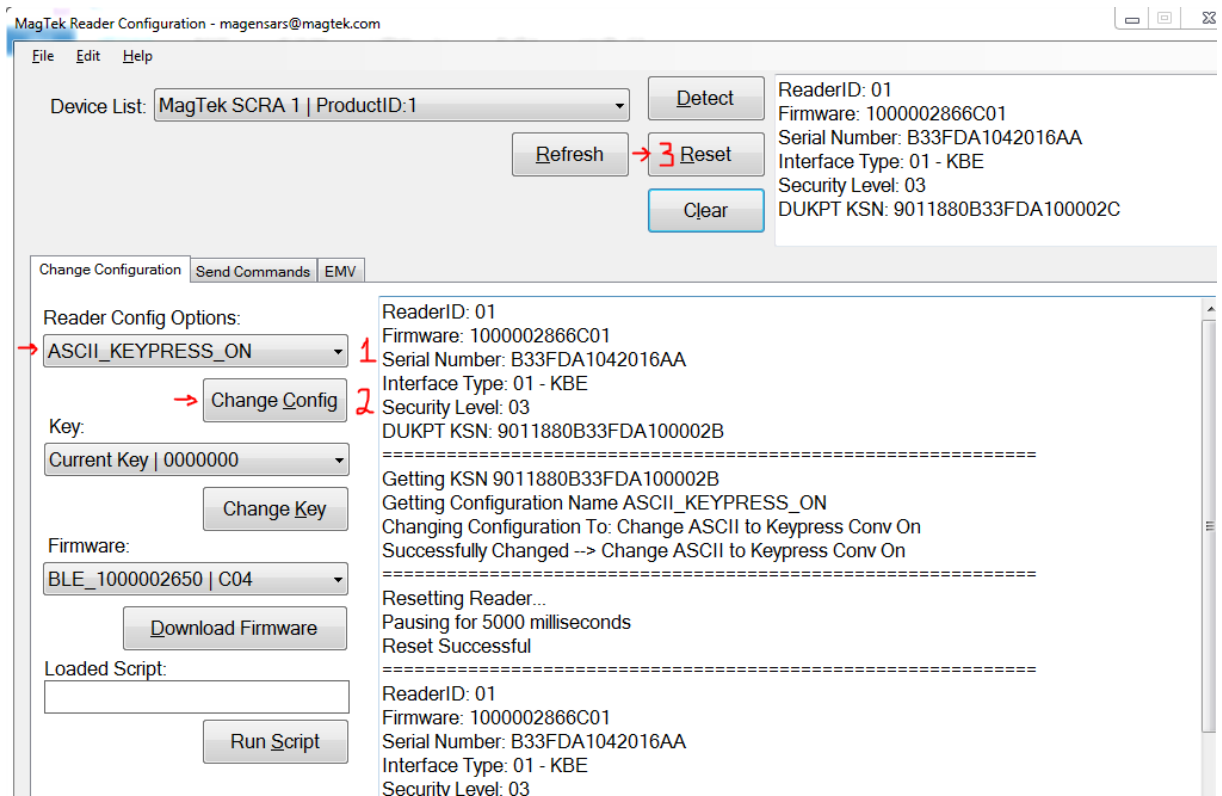 MagTek Reader Configuration - magensars@magtek.com
File Edit Help
Device List: MagTek SCRA 1 | ProductID:1
Detect
Refresh
→ 3 Reset
Clear
ReaderID: 01
Firmware: 1000002866C01
Serial Number: B33FDA1042016AA
Interface Type: 01 - KBE
Security Level: 03
DUKPT KSN: 9011880B33FDA100002C
Change Configuration Send Commands EMV
Reader Config Options:
→ ASCII_KEYPRESS_ON 1
→ Change Config 2
Key:
Current Key | 0000000
Change Key
Firmware:
BLE_1000002650 | C04
Download Firmware
Loaded Script:
Run Script
ReaderID: 01
Firmware: 1000002866C01
Serial Number: B33FDA1042016AA
Interface Type: 01 - KBE
Security Level: 03
DUKPT KSN: 9011880B33FDA100002B
=============================================================
Getting KSN 9011880B33FDA100002B
Getting Configuration Name ASCII_KEYPRESS_ON
Changing Configuration To: Change ASCII to Keypress Conv On
Successfully Changed --> Change ASCII to Keypress Conv On
=============================================================
Resetting Reader...
Pausing for 5000 milliseconds
Reset Successful
=============================================================
ReaderID: 01
Firmware: 1000002866C01
Serial Number: B33FDA1042016AA
Interface Type: 01 - KBE
Security Level: 03